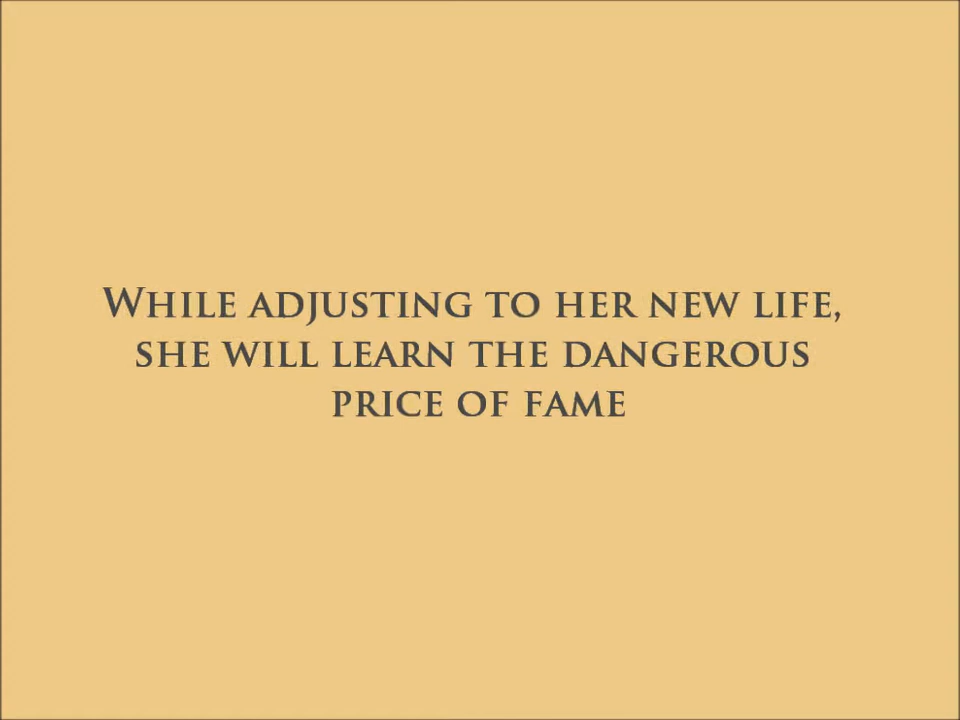 While adjusting to her new life,
she will learn the dangerous
price of fame